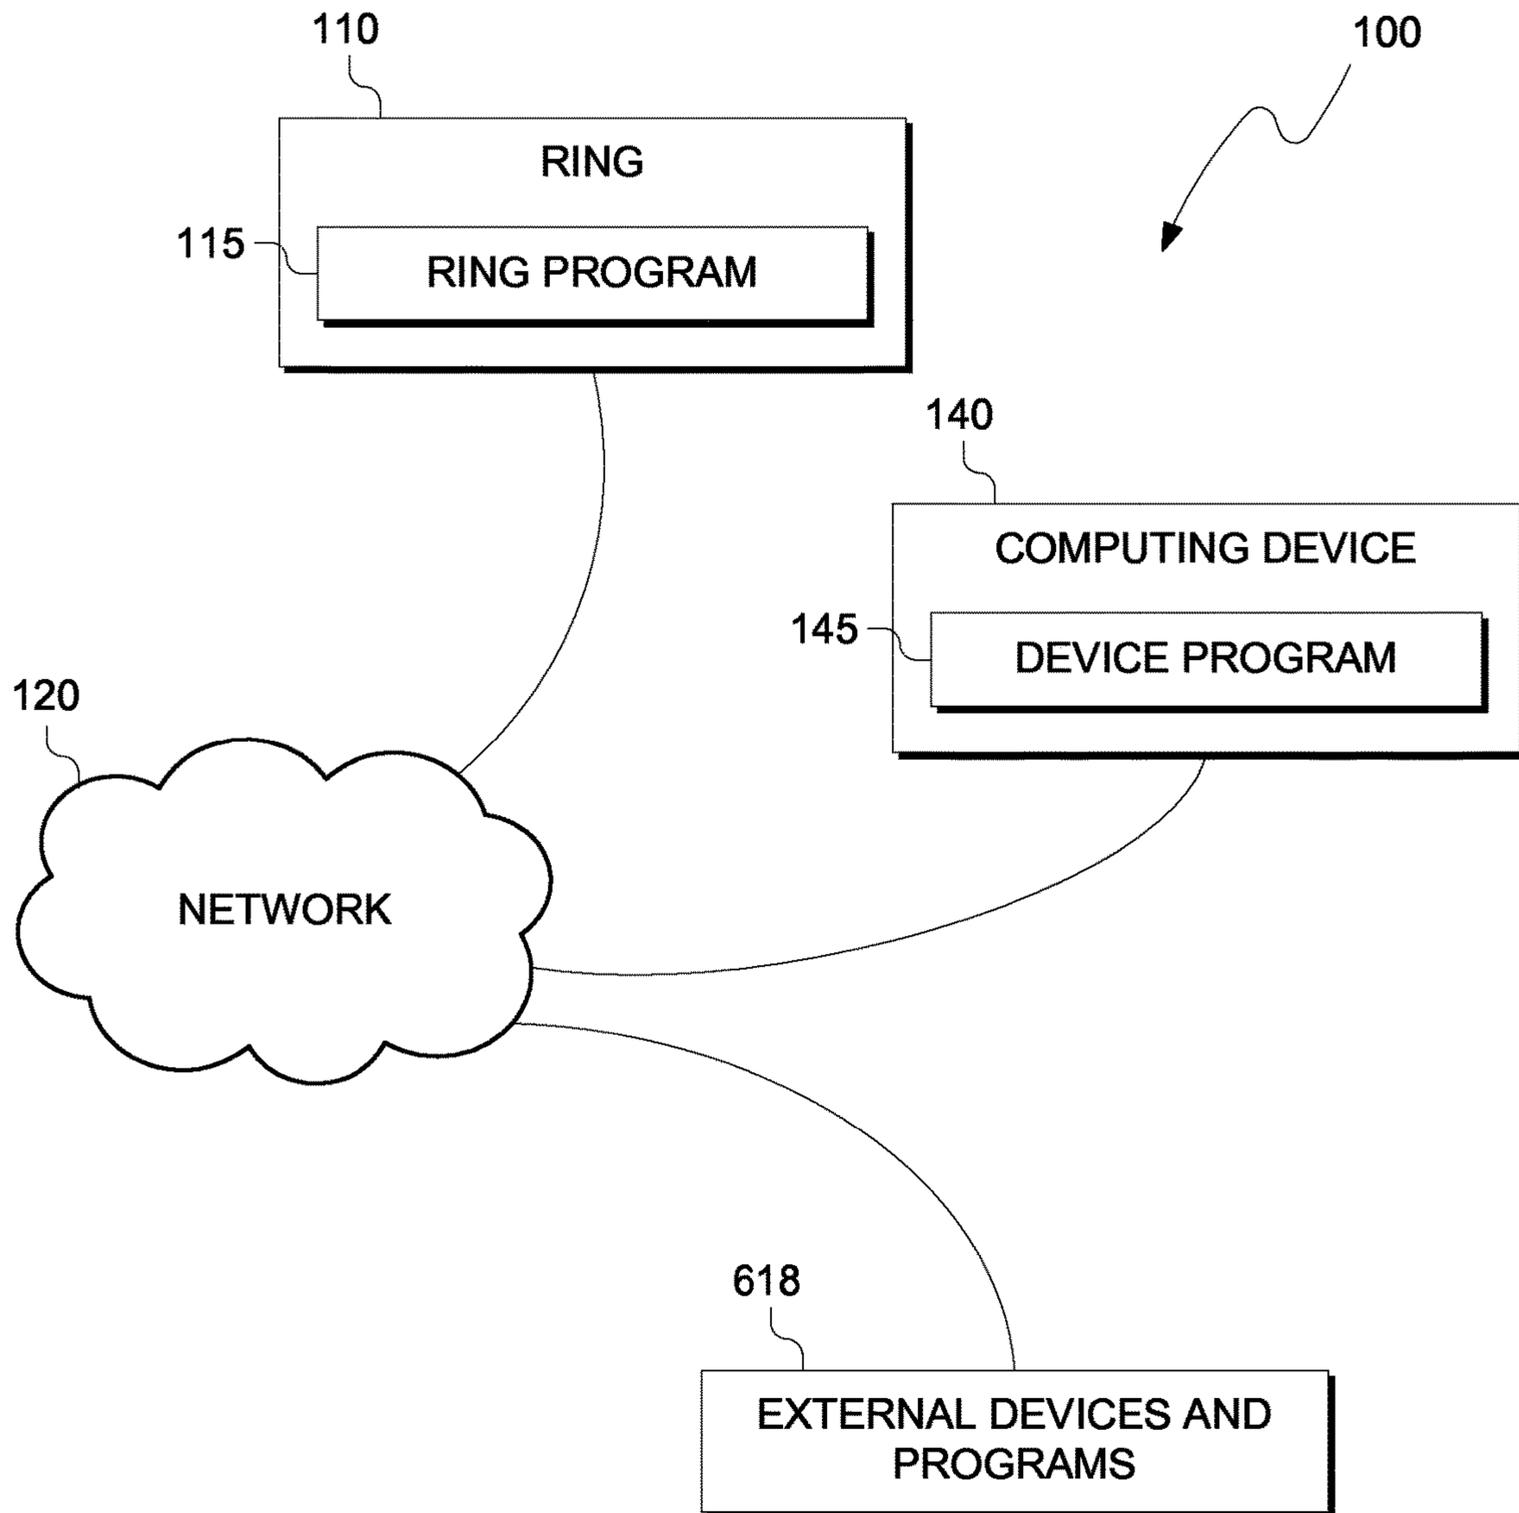 110
100
RING
115
RING PROGRAM
140
COMPUTING DEVICE
145
DEVICE PROGRAM
120
NETWORK
618
EXTERNAL DEVICES AND
PROGRAMS